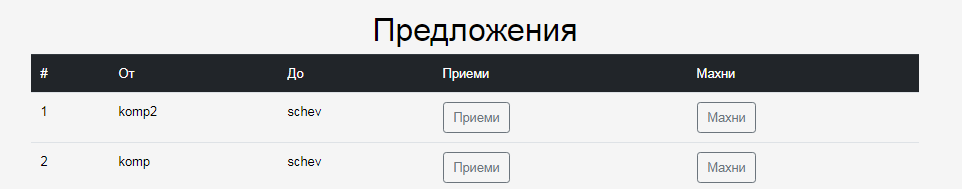 Предложения
# От До Приеми Махни
1 komp2 schev Приеми Махни
2 komp schev Приеми Махни